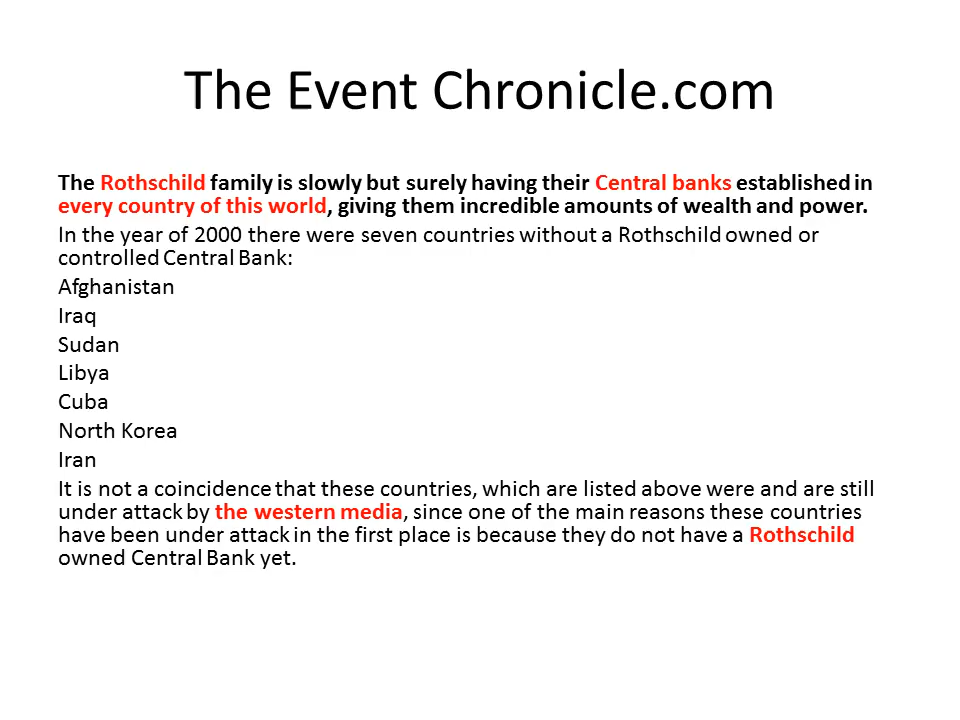 The Event Chronicle.com
The Rothschild family is slowly but surely having their Central banks established in
every country of this world, giving them incredible amounts of wealth and power.
In the year of 2000 there were seven countries without a Rothschild owned or
controlled Central Bank:
Afghanistan
Iraq
Sudan
Libya
Cuba
North Korea
Iran
It is not a coincidence that these countries, which are listed above were and are still
under attack by the western media, since one of the main reasons these countries
have been under attack in the first place is because they do not have a Rothschild
owned Central Bank yet.